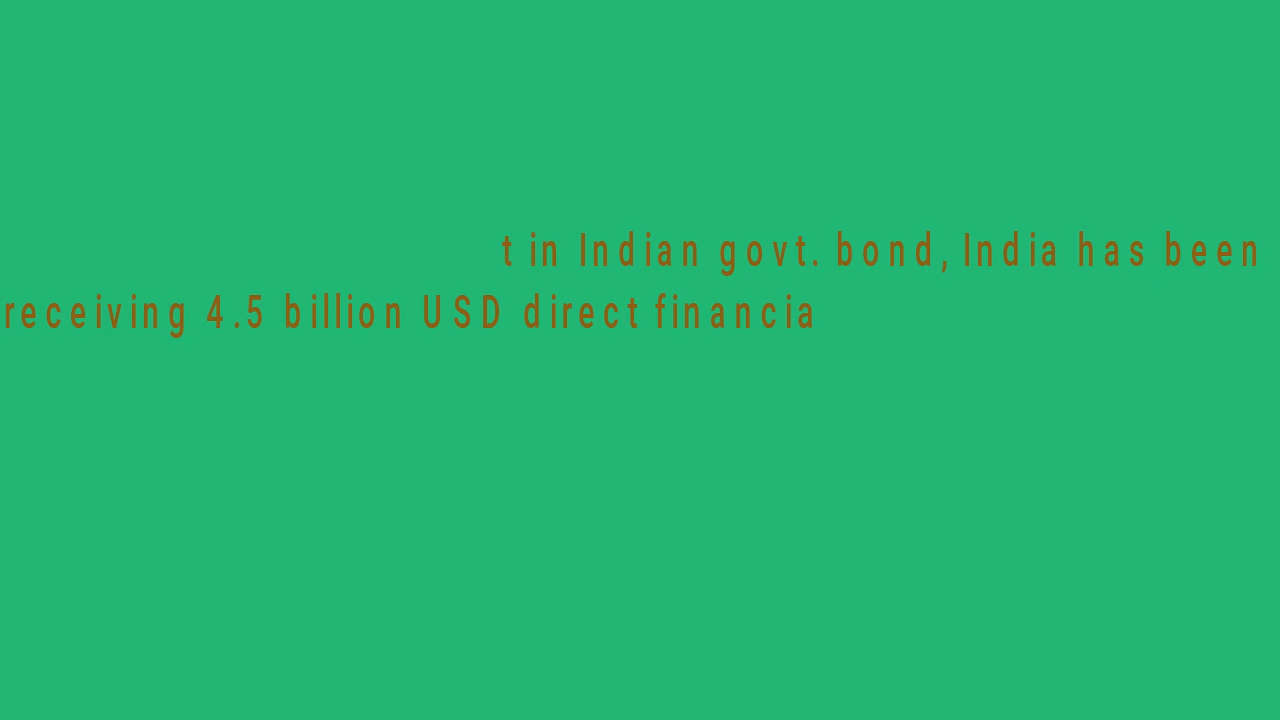 t in Indian govt. bond, India has been
receiving 4.5 billion USD direct financia